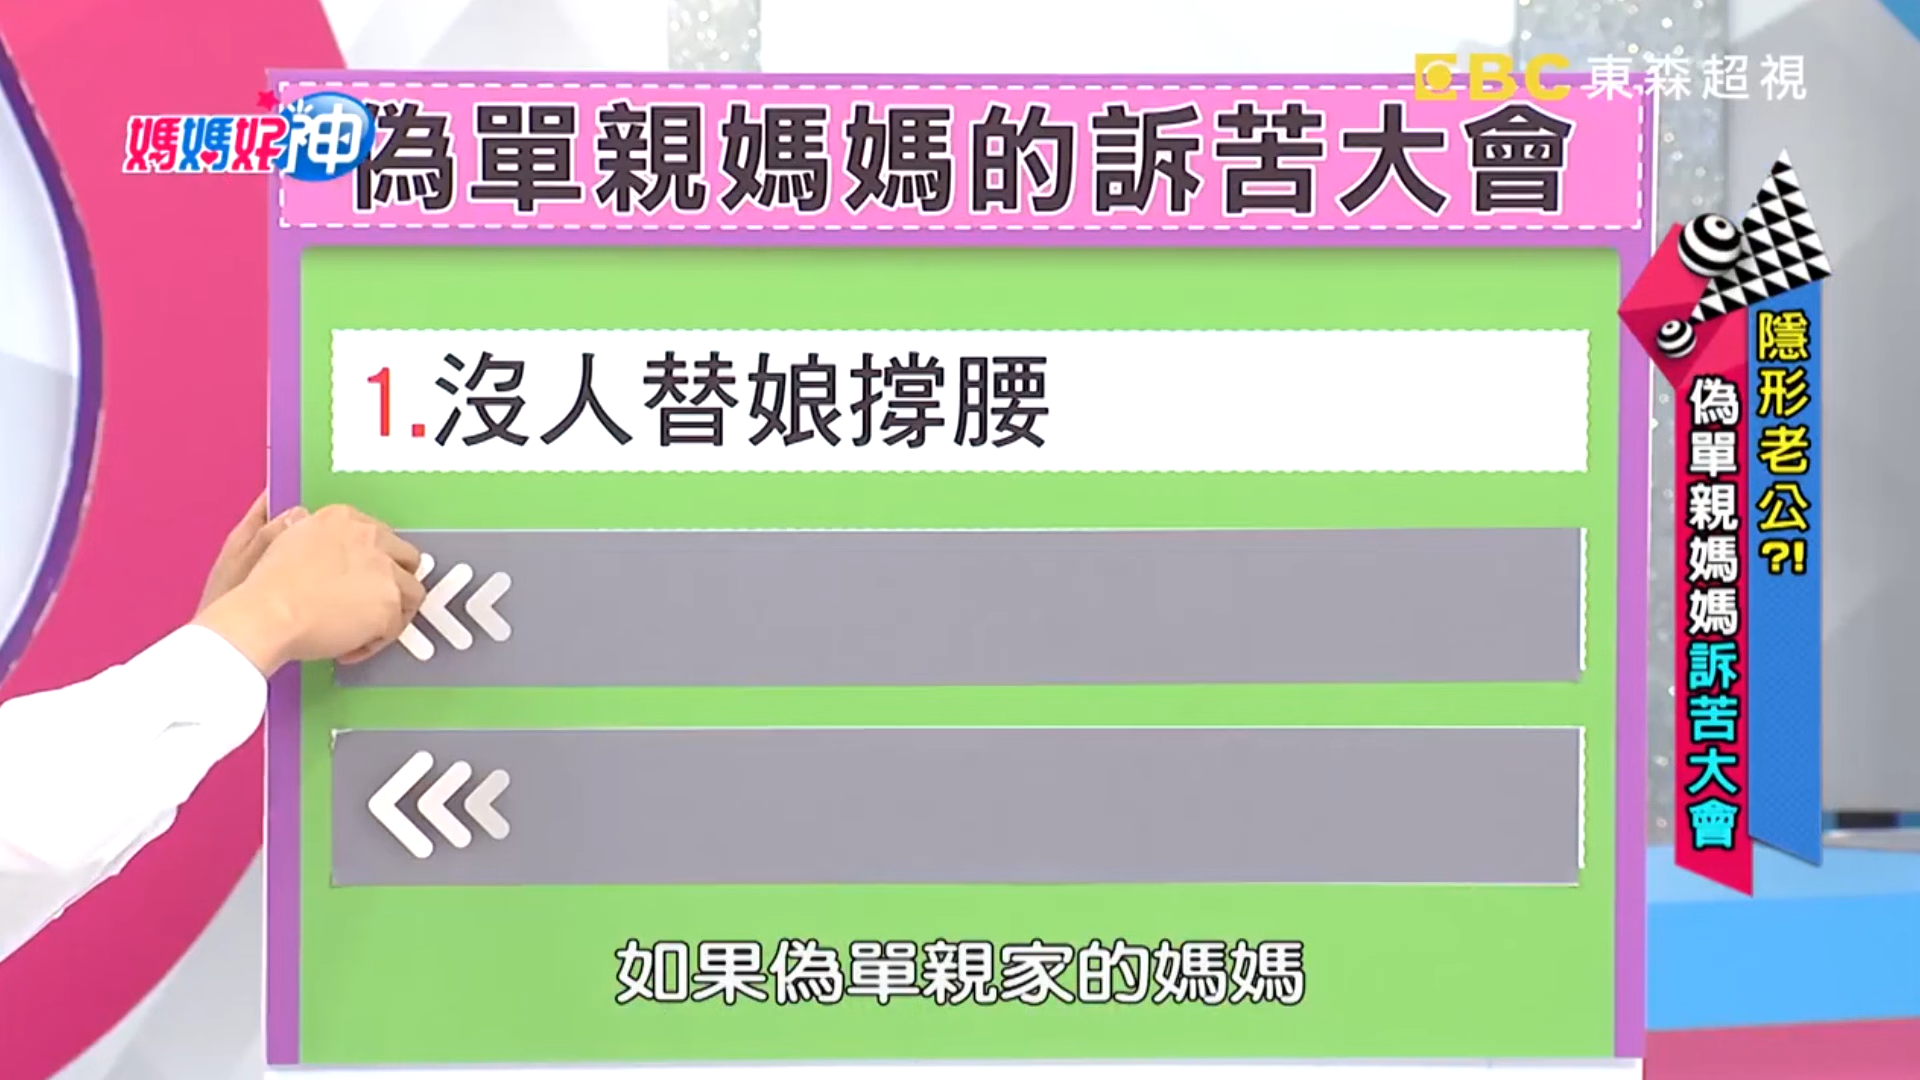 EBC 東森超視
媽媽好神
偽單親媽媽的訴苦大會
1.沒人替娘撐腰
隱形老公?!
偽單親媽媽訴苦大會
如果偽單親家的媽媽